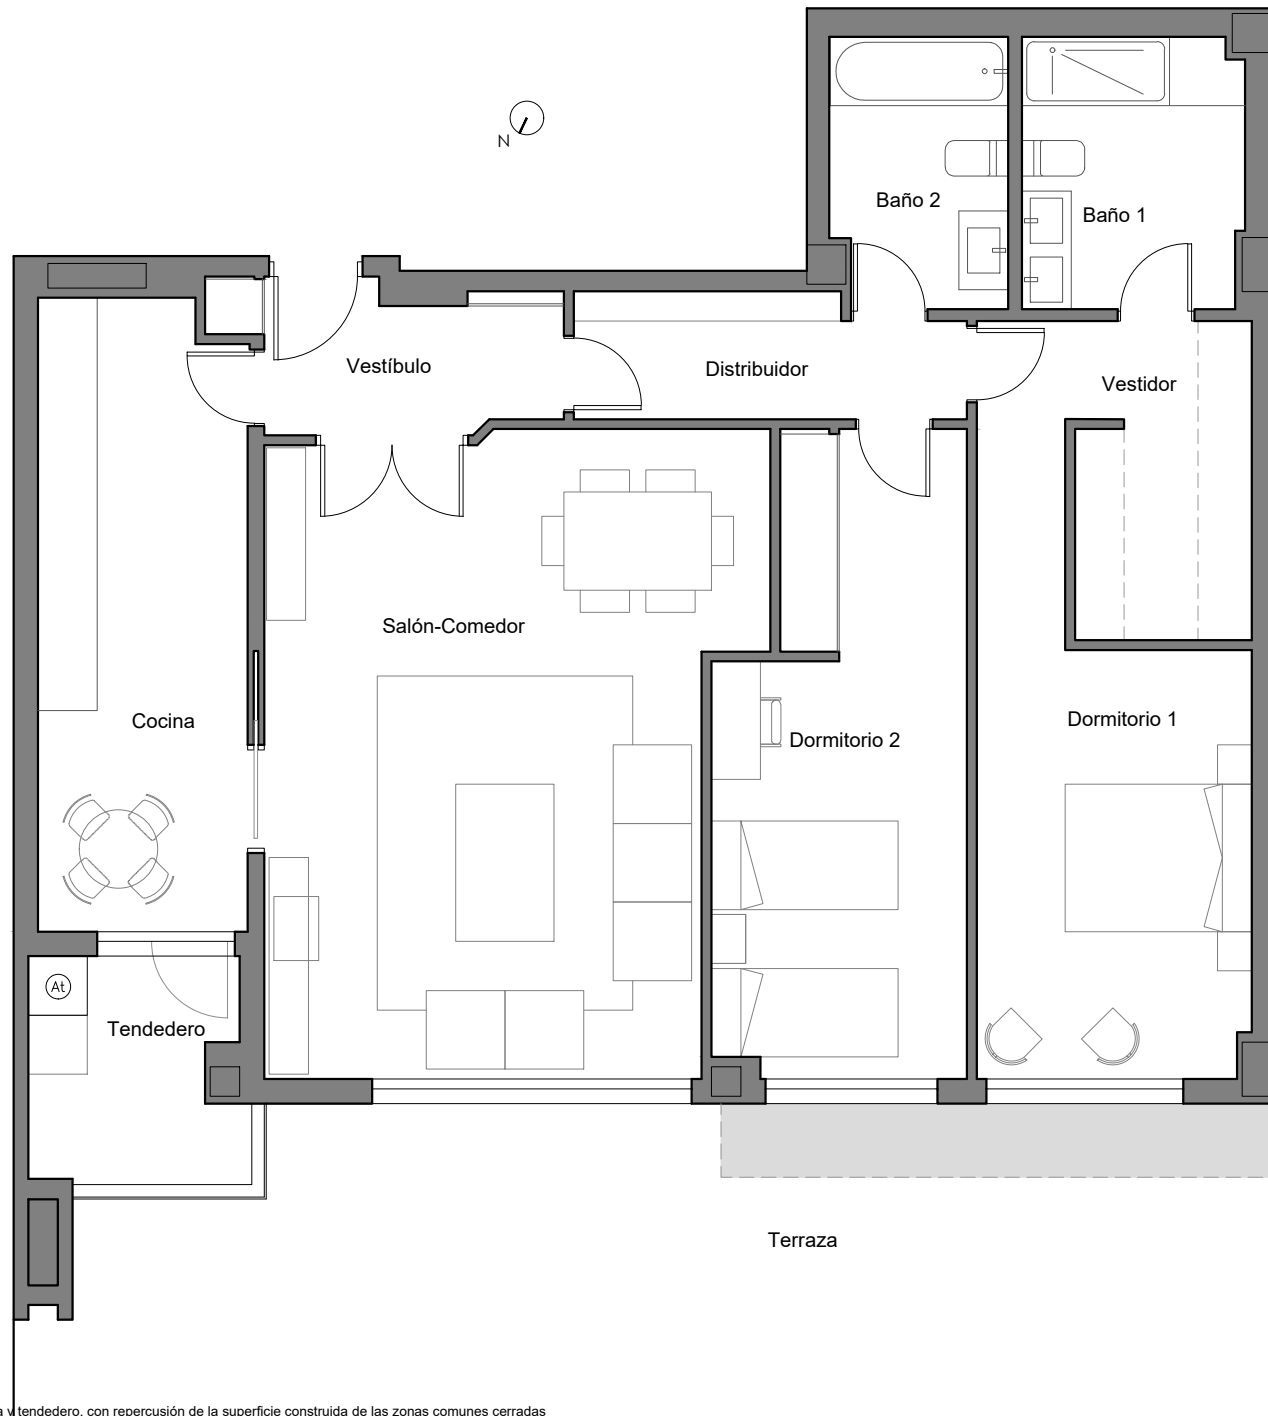 N
Baño 2
Baño 1
Vestíbulo
Distribuidor
Vestidor
Salón-Comedor
Cocina
Dormitorio 1
Dormitorio 2
At
Tendedero
Terraza
y tendedero, con repercusión de la superficie construida de las zonas comunes cerradas